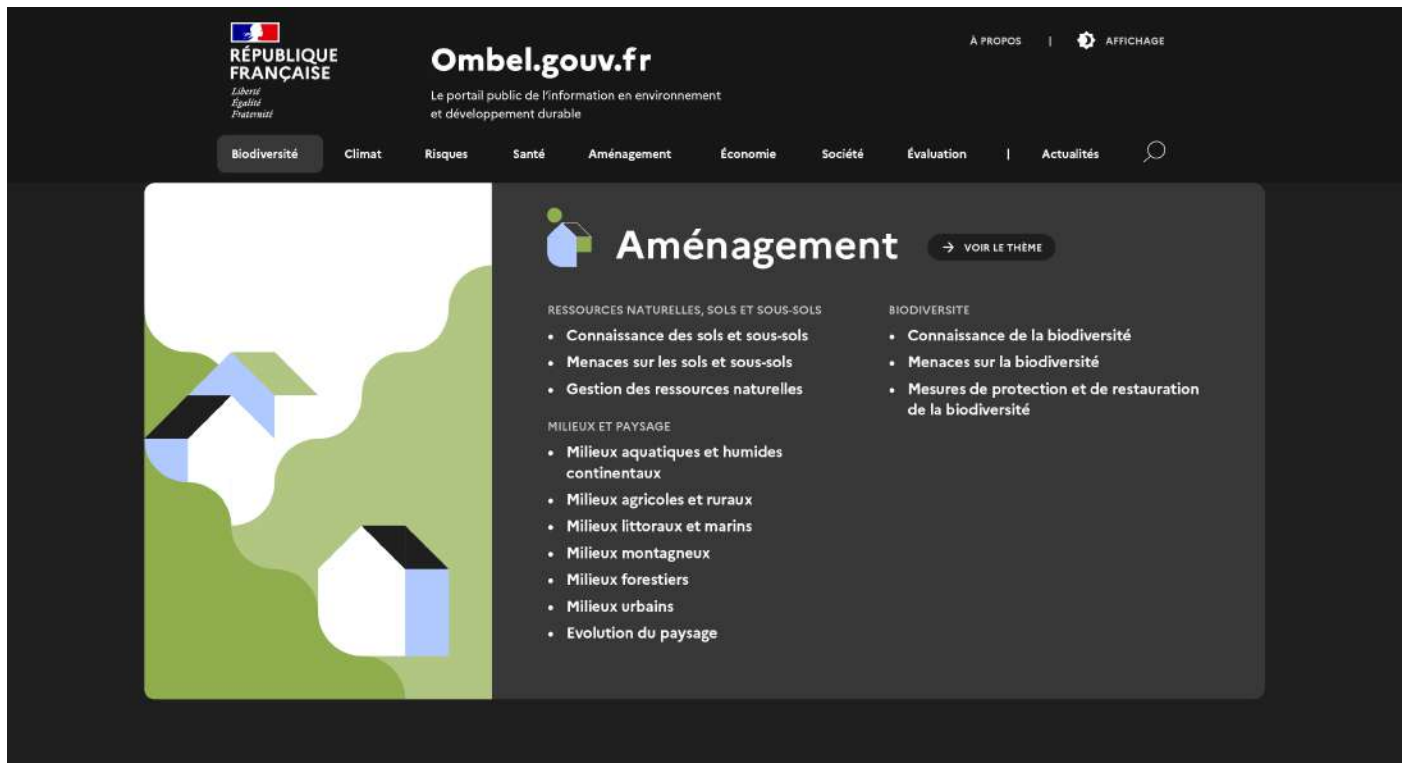 RÉPUBLIQUE
FRANÇAISE
Liberté
Égalité
Fraternité
Ombel.gouv.fr
Le portail public de l'information en environnement
et développement durable
À PROPOS | AFFICHAGE
Biodiversité Climat Risques Santé Aménagement Économie Société Évaluation | Actualités
Aménagement
→ VOIR LE THÈME
RESSOURCES NATURELLES, SOLS ET SOUS-SOLS
• Connaissance des sols et sous-sols
• Menaces sur les sols et sous-sols
• Gestion des ressources naturelles
MILIEUX ET PAYSAGE
• Milieux aquatiques et humides
continentaux
• Milieux agricoles et ruraux
• Milieux littoraux et marins
• Milieux montagneux
• Milieux forestiers
• Milieux urbains
• Evolution du paysage
BIODIVERSITE
• Connaissance de la biodiversité
• Menaces sur la biodiversité
• Mesures de protection et de restauration
de la biodiversité